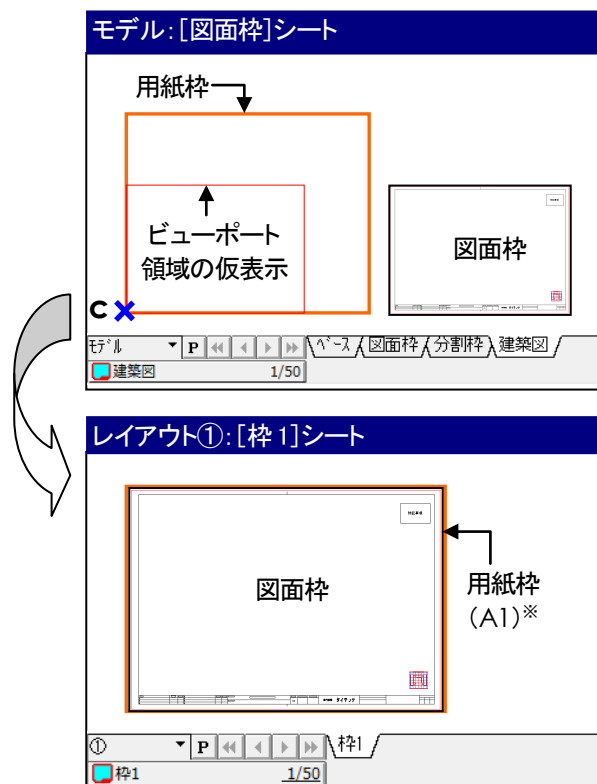 モデル:[図面枠]シート
用紙枠
ビューポート
領域の仮表示
図面枠
C
モデル P ベース 図面枠 分割枠 建築図
建築図 1/50
レイアウト①:[枠1]シート
図面枠
用紙枠
(A1)※
① P 枠1
枠1 1/50